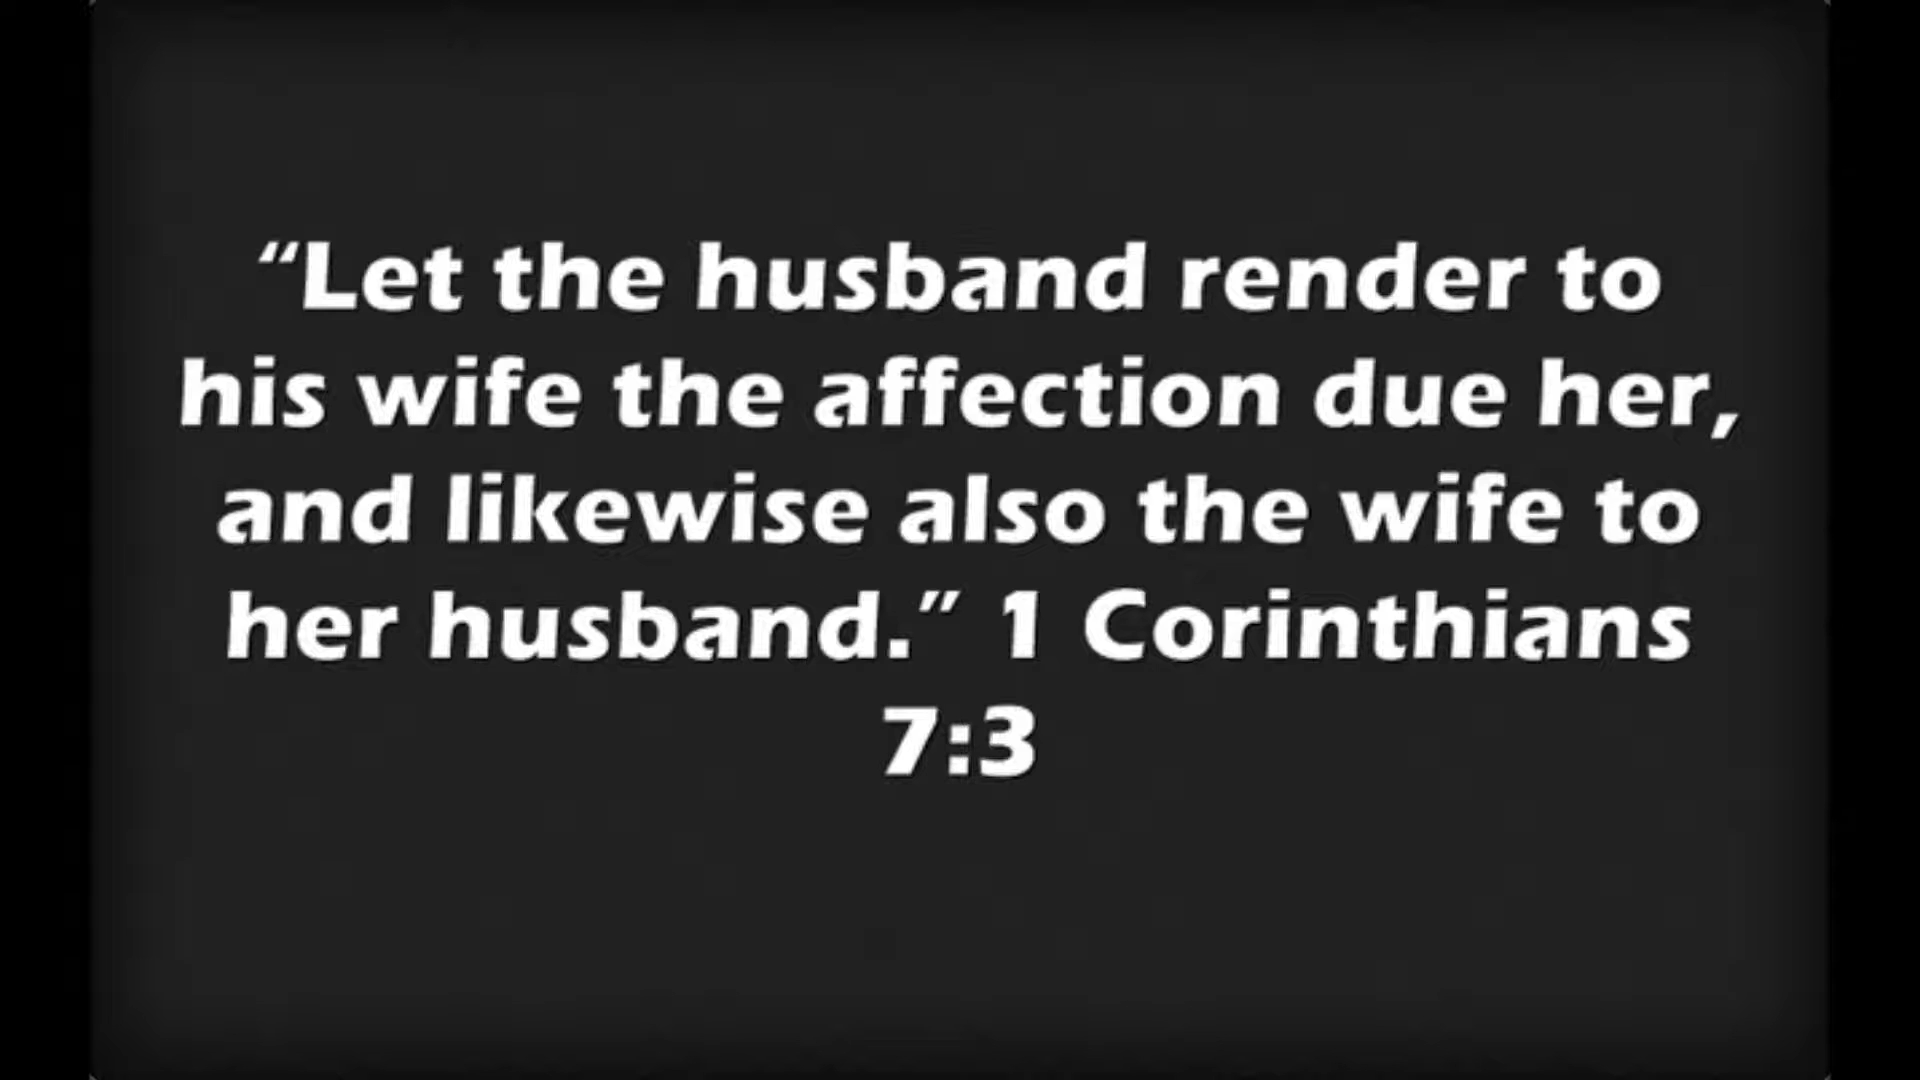 “Let the husband render to
his wife the affection due her,
and likewise also the wife to
her husband.” 1 Corinthians
7:3